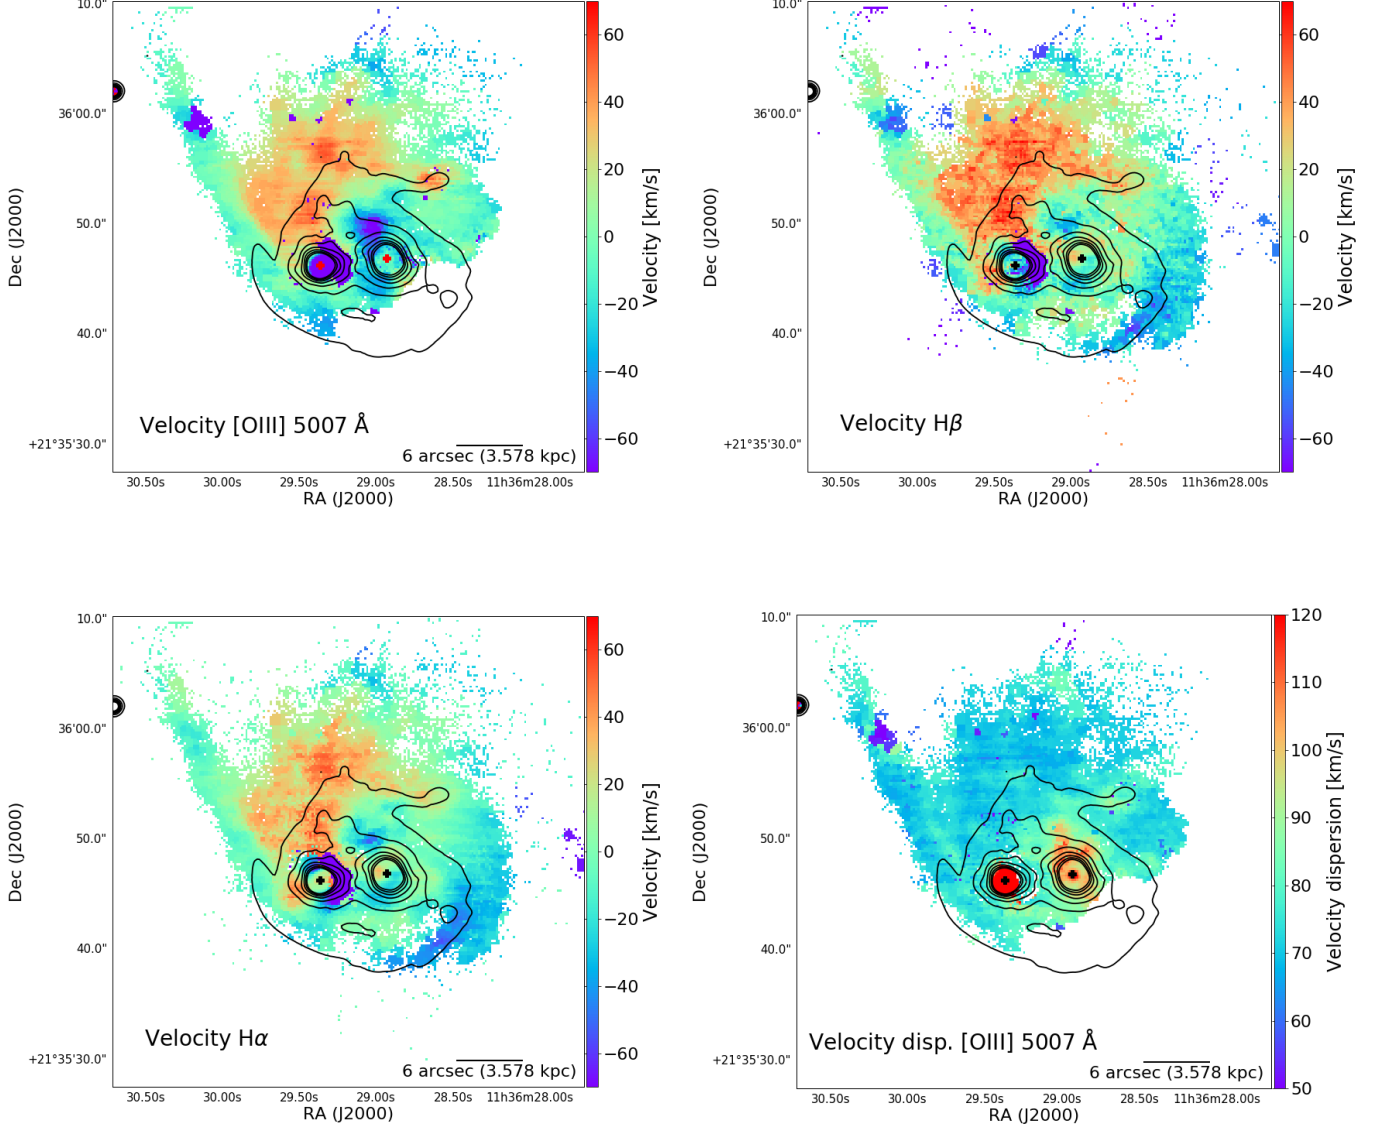 10.0"
36'00.0"
50.0"
40.0"
+21°35'30.0"
Dec (J2000)
30.50s 30.00s 29.50s 29.00s 28.50s 11h36m28.00s
RA (J2000)
Velocity [OIII] 5007 Å
6 arcsec (3.578 kpc)
60
40
20
0
−20
−40
−60
Velocity [km/s]
10.0"
36'00.0"
50.0"
40.0"
+21°35'30.0"
Dec (J2000)
30.50s 30.00s 29.50s 29.00s 28.50s 11h36m28.00s
RA (J2000)
Velocity Hβ
60
40
20
0
−20
−40
−60
Velocity [km/s]
10.0"
36'00.0"
50.0"
40.0"
+21°35'30.0"
Dec (J2000)
30.50s 30.00s 29.50s 29.00s 28.50s 11h36m28.00s
RA (J2000)
Velocity Hα
6 arcsec (3.578 kpc)
60
40
20
0
−20
−40
−60
Velocity [km/s]
10.0"
36'00.0"
50.0"
40.0"
+21°35'30.0"
Dec (J2000)
30.50s 30.00s 29.50s 29.00s 28.50s 11h36m28.00s
RA (J2000)
Velocity disp. [OIII] 5007 Å
6 arcsec (3.578 kpc)
120
110
100
90
80
70
60
50
Velocity dispersion [km/s]